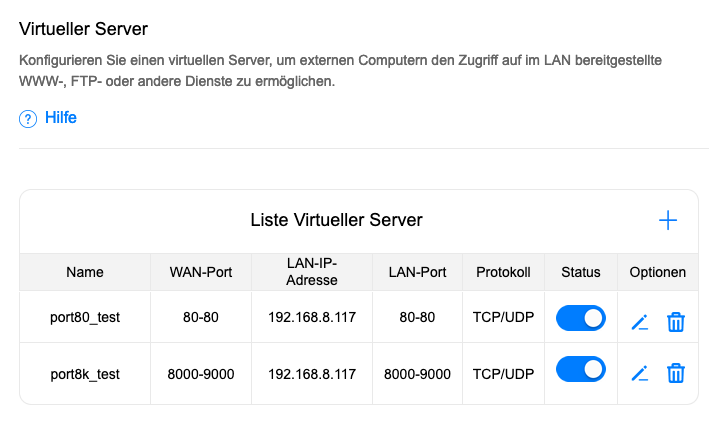 Virtueller Server
Konfigurieren Sie einen virtuellen Server, um externen Computern den Zugriff auf im LAN bereitgestellte
WWW-, FTP- oder andere Dienste zu ermöglichen.
? Hilfe
Liste Virtueller Server
Name WAN-Port LAN-IP-Adresse LAN-Port Protokoll Status Optionen
port80_test 80-80 192.168.8.117 80-80 TCP/UDP
port8k_test 8000-9000 192.168.8.117 8000-9000 TCP/UDP